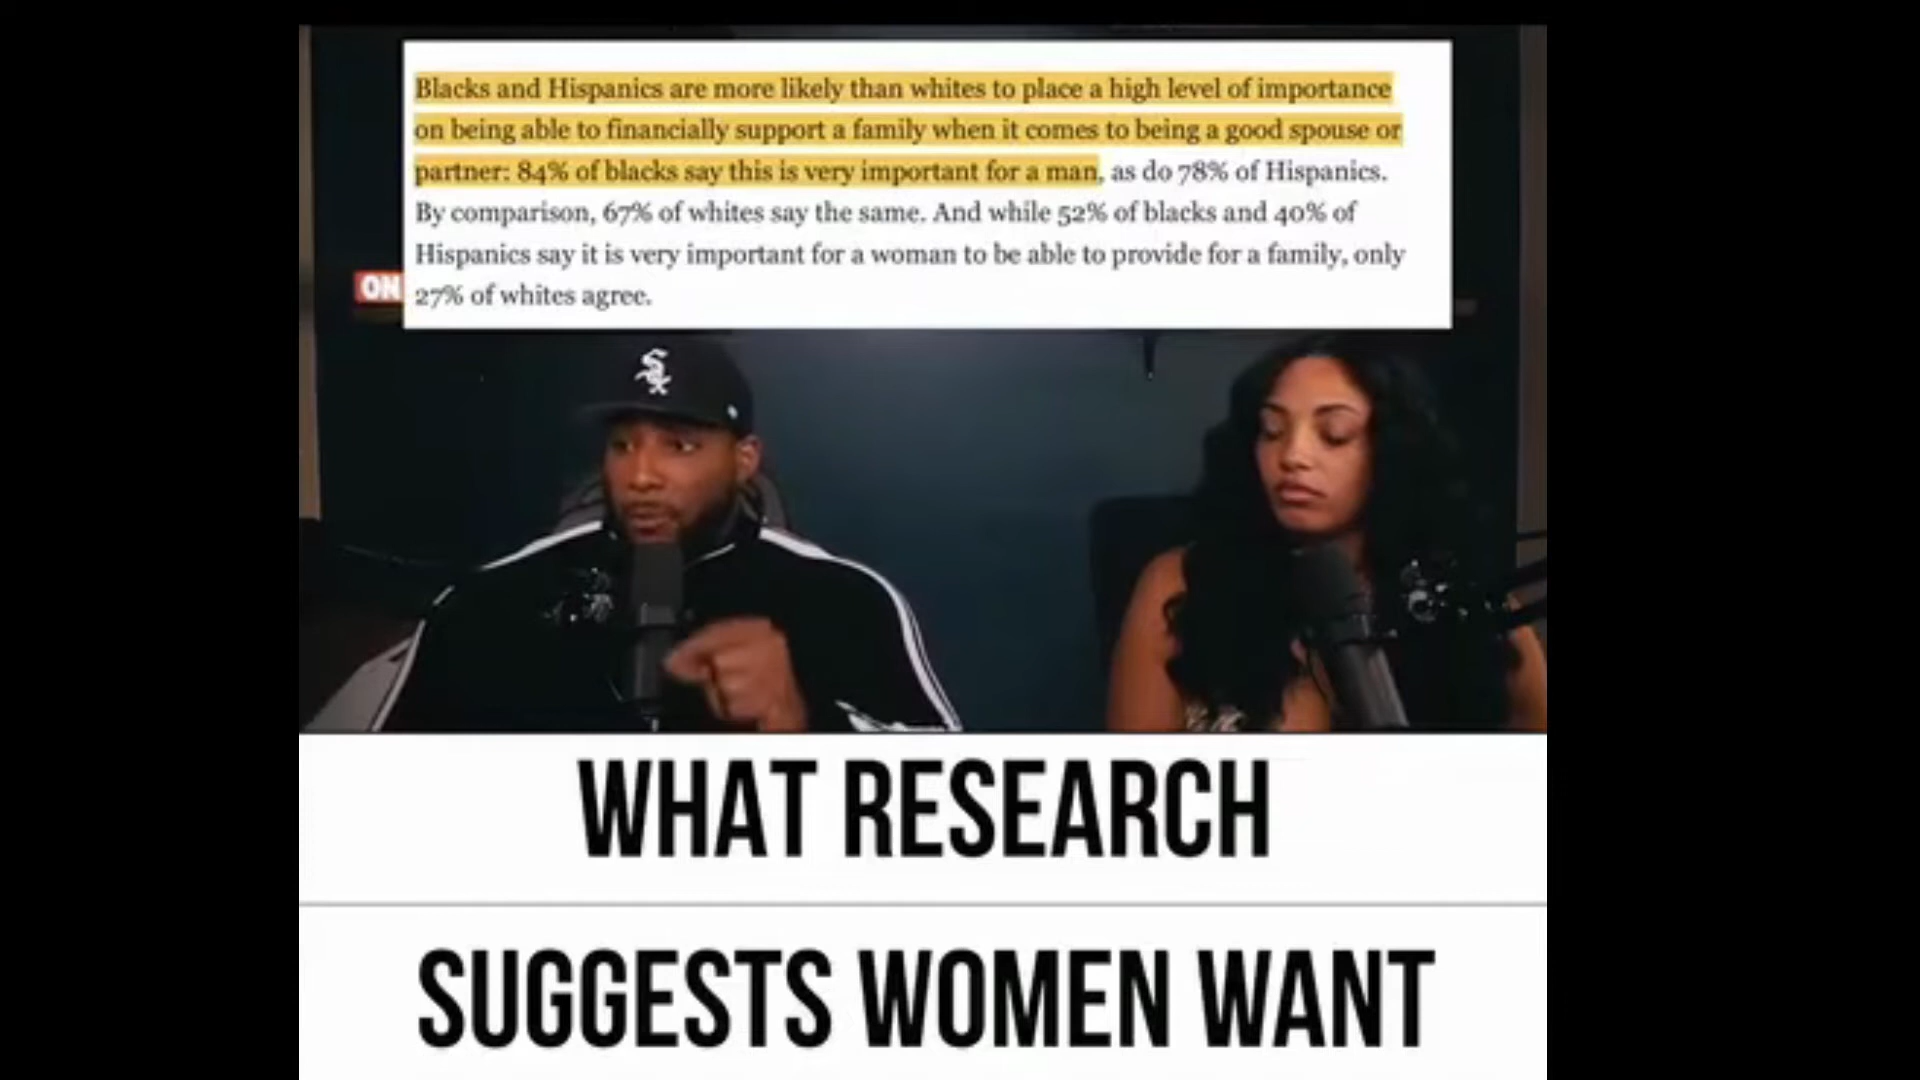 Blacks and Hispanics are more likely than whites to place a high level of importance
on being able to financially support a family when it comes to being a good spouse or
partner: 84% of blacks say this is very important for a man, as do 78% of Hispanics.
By comparison, 67% of whites say the same. And while 52% of blacks and 40% of
Hispanics say it is very important for a woman to be able to provide for a family, only
27% of whites agree.
ON
Sox
WHAT RESEARCH
SUGGESTS WOMEN WANT